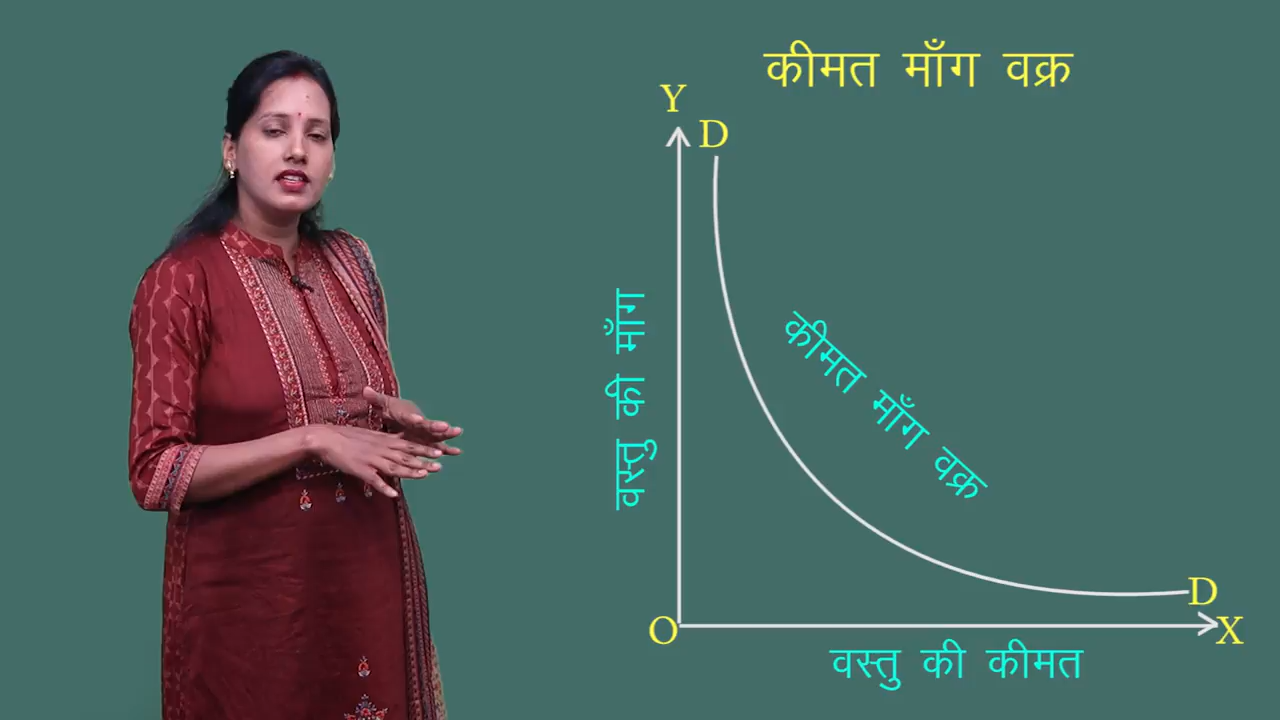 कीमत माँग वक्र
Y
D
वस्तु की माँग
कीमत माँग वक्र
D
O
X
वस्तु की कीमत